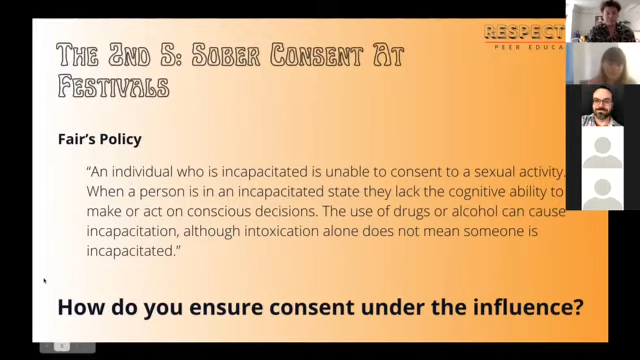 RESPECT
PEER EDUCA
The 2nd S: Sober Consent At
Festivals
Fair's Policy
"An individual who is incapacitated is unable to consent to a sexual activity.
When a person is in an incapacitated state they lack the cognitive ability to
make or act on conscious decisions. The use of drugs or alcohol can cause
incapacitation, although intoxication alone does not mean someone is
incapacitated."
How do you ensure consent under the influence?